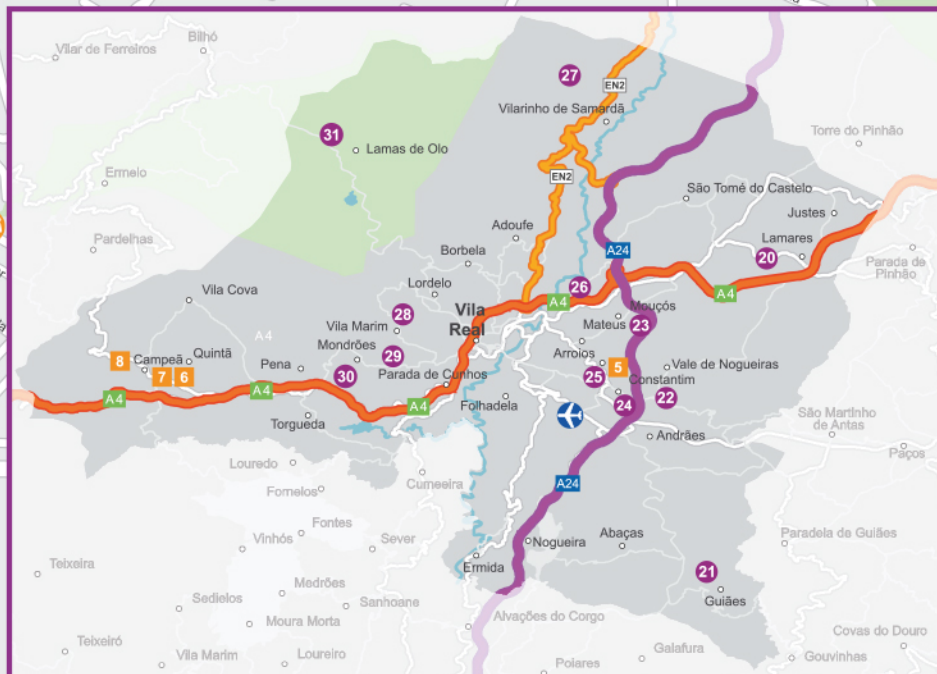 Bilhó
Vilar de Ferreiros
27
EN2
Vilarinho de Samardã
31
Lamas de Olo
Torre do Pinhão
Ermelo
EN2
São Tomé do Castelo
Justes
Adoufe
Pardelhas
Borbela
A24
Lamares
20
Parada de
Pinhão
Lordelo
26
A4
A4
Vila Cova
28
Vila
Real
Mouçós
Mateus
23
A4
Vila Marim
Mondrões
Arroios
8
Campeã
Quintã
29
5
Vale de Nogueiras
7
6
Pena
30
Parada de Cunhos
25
Constantim
A4
A4
A4
Folhadela
24
22
Torgueda
São Martinho
de Antas
Andrães
Paços
Louredo
Cumeeira
A24
Fornelos
Fontes
Abaças
Nogueira
Paradela de Guiães
Vinhós
Sever
Ermida
21
Teixeira
Medrões
Guiães
Sedielos
Sanhoane
Alvações do Corgo
Moura Morta
Covas do Douro
Teixeiró
Vila Marim
Loureiro
Galafura
Gouvinhas
Poiares